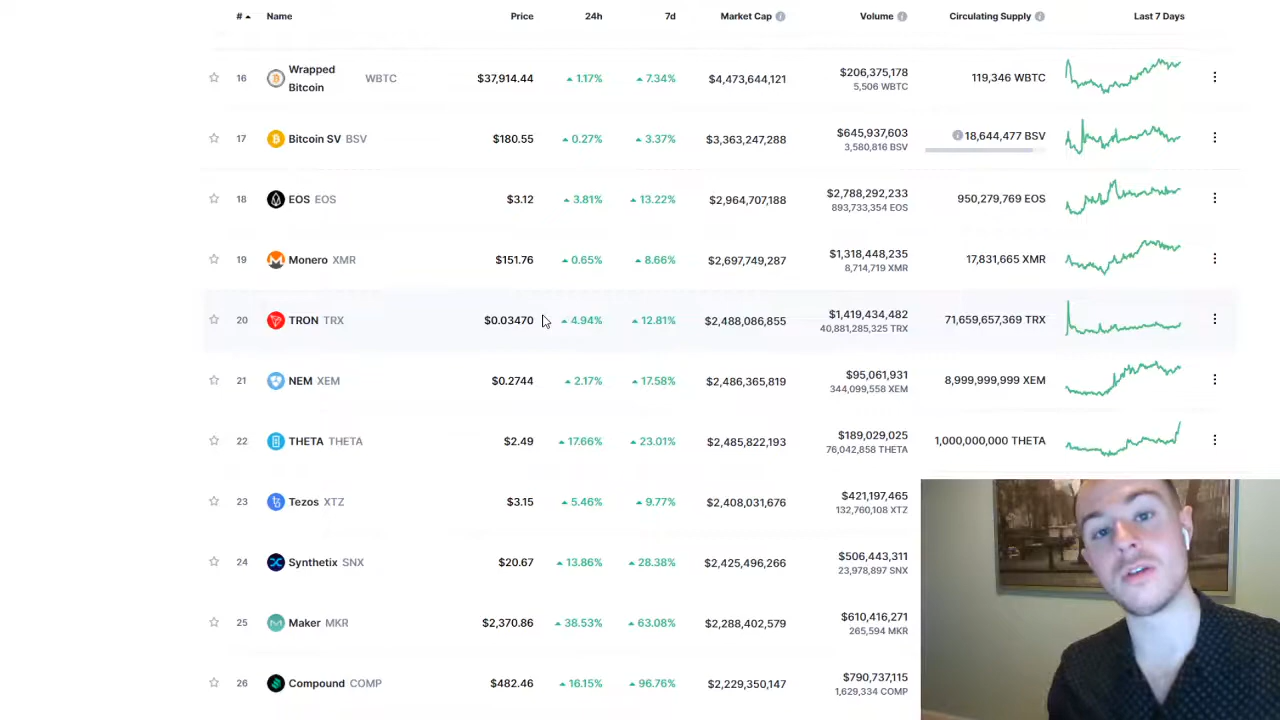 # Name Price 24h 7d Market Cap Volume Circulating Supply Last 7 Days
16 Wrapped Bitcoin WBTC $37,914.44 1.17% 7.34% $4,473,644,121 $206,375,178 119,346 WBTC
5,506 WBTC
17 Bitcoin SV BSV $180.55 0.27% 3.37% $3,363,247,288 $645,937,603 18,644,477 BSV
3,580,816 BSV
18 EOS EOS $3.12 3.81% 13.22% $2,964,707,188 $2,788,292,233 950,279,769 EOS
893,733,354 EOS
19 Monero XMR $151.76 0.65% 8.66% $2,697,749,287 $1,318,448,235 17,831,665 XMR
8,714,719 XMR
20 TRON TRX $0.03470 4.94% 12.81% $2,488,086,855 $1,419,434,482 71,659,657,369 TRX
40,881,285,325 TRX
21 NEM XEM $0.2744 2.17% 17.58% $2,486,365,819 $95,061,931 8,999,999,999 XEM
344,099,558 XEM
22 THETA THETA $2.49 17.66% 23.01% $2,485,822,193 $189,029,025 1,000,000,000 THETA
76,042,858 THETA
23 Tezos XTZ $3.15 5.46% 9.77% $2,408,031,676 $421,197,465
132,760,108 XTZ
24 Synthetix SNX $20.67 13.86% 28.38% $2,425,496,266 $506,443,311
23,978,897 SNX
25 Maker MKR $2,370.86 38.53% 63.08% $2,288,402,579 $610,416,271
265,594 MKR
26 Compound COMP $482.46 16.15% 96.76% $2,229,350,147 $790,737,115
1,629,334 COMP